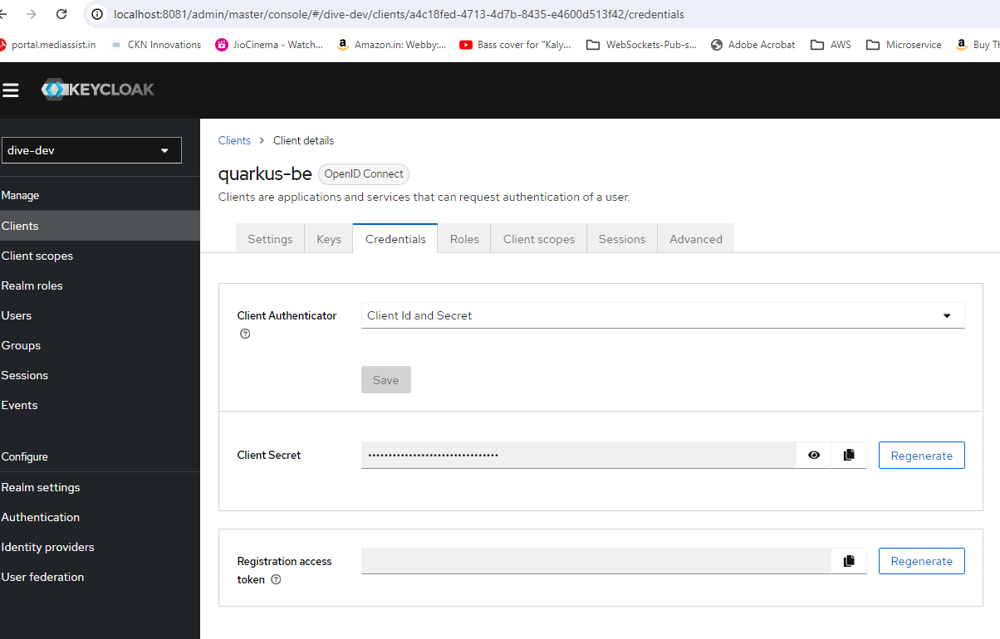 localhost:8081/admin/master/console/#/dive-dev/clients/a4c18fed-4713-4d7b-8435-e4600d513f42/credentials
portal.mediassist.in CKN Innovations JioCinema - Watch... Amazon.in: Webby:... Bass cover for "Kaly... WebSockets-Pub-s... Adobe Acrobat AWS Microservice Buy Th
KEYCLOAK
dive-dev
Manage
Clients
Client scopes
Realm roles
Users
Groups
Sessions
Events
Configure
Realm settings
Authentication
Identity providers
User federation
Clients > Client details
quarkus-be OpenID Connect
Clients are applications and services that can request authentication of a user.
Settings Keys Credentials Roles Client scopes Sessions Advanced
Client Authenticator Client Id and Secret
Save
Client Secret •••••••••••••••••••••••••••••••• Regenerate
Registration access
token Regenerate